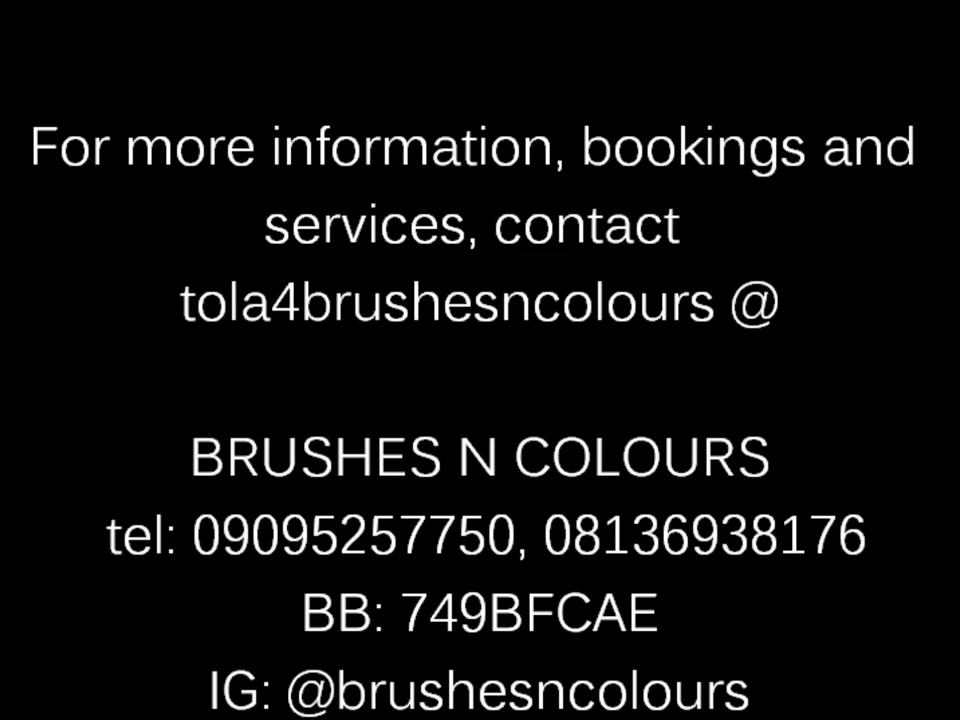 For more information, bookings and
services, contact
tola4brushesncolours @
BRUSHES N COLOURS
tel: 09095257750, 08136938176
BB: 749BFCAE
IG: @brushesncolours